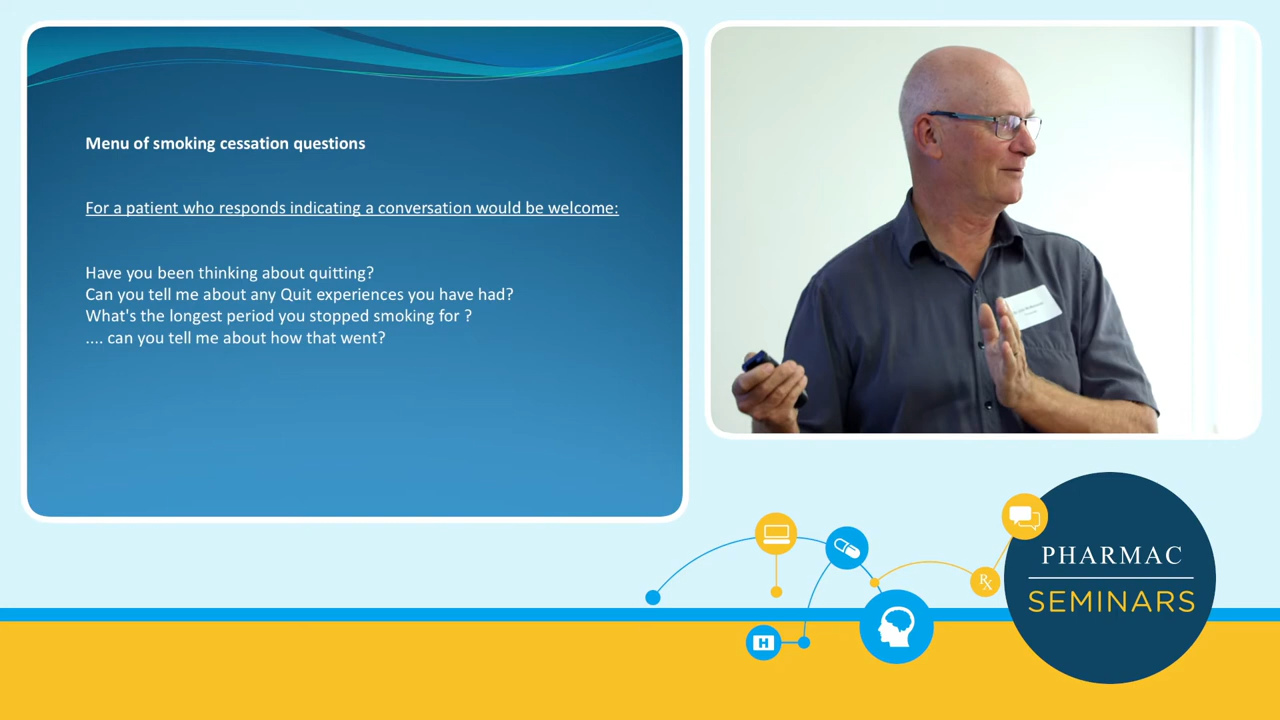 Menu of smoking cessation questions
For a patient who responds indicating a conversation would be welcome:
Have you been thinking about quitting?
Can you tell me about any Quit experiences you have had?
What's the longest period you stopped smoking for ?
.... can you tell me about how that went?
H
Rx
PHARMAC
SEMINARS